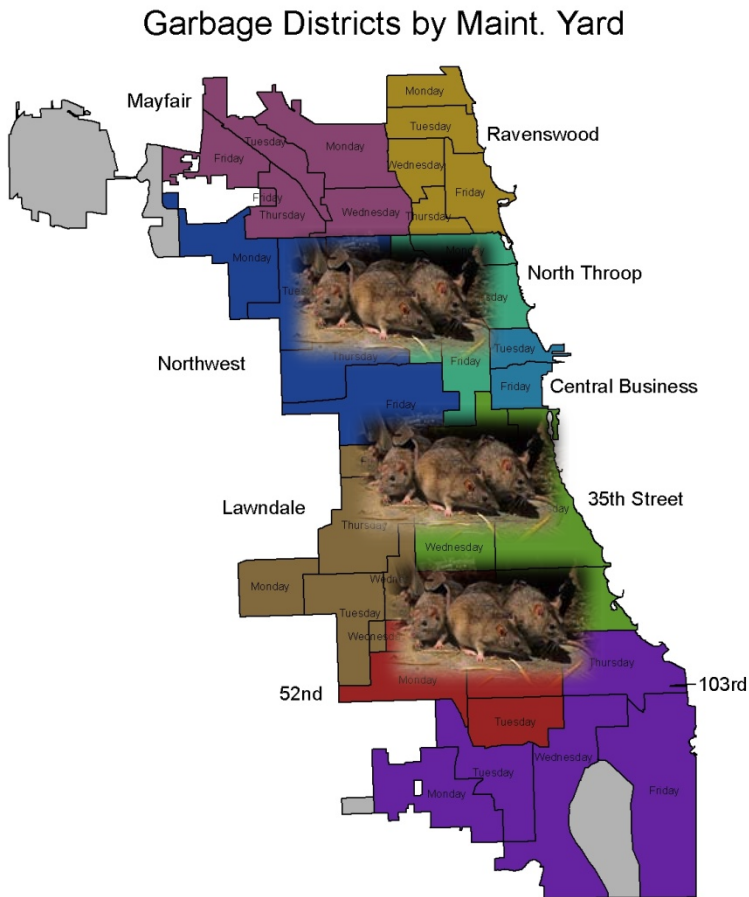 Garbage Districts by Maint. Yard
Mayfair
Monday
Tuesday
Ravenswood
Tuesday
Monday
Friday
Wednesday
Friday
Friday
Thursday
Wednesday
Thursday
North Throop
Monday
Northwest
Thursday
Friday
Tuesday
Friday
Central Business
Friday
Lawndale
35th Street
Thursday
Wednesday
Monday
Tuesday
Thursday
52nd
Monday
103rd
Tuesday
Wednesday
Tuesday
Monday
Friday